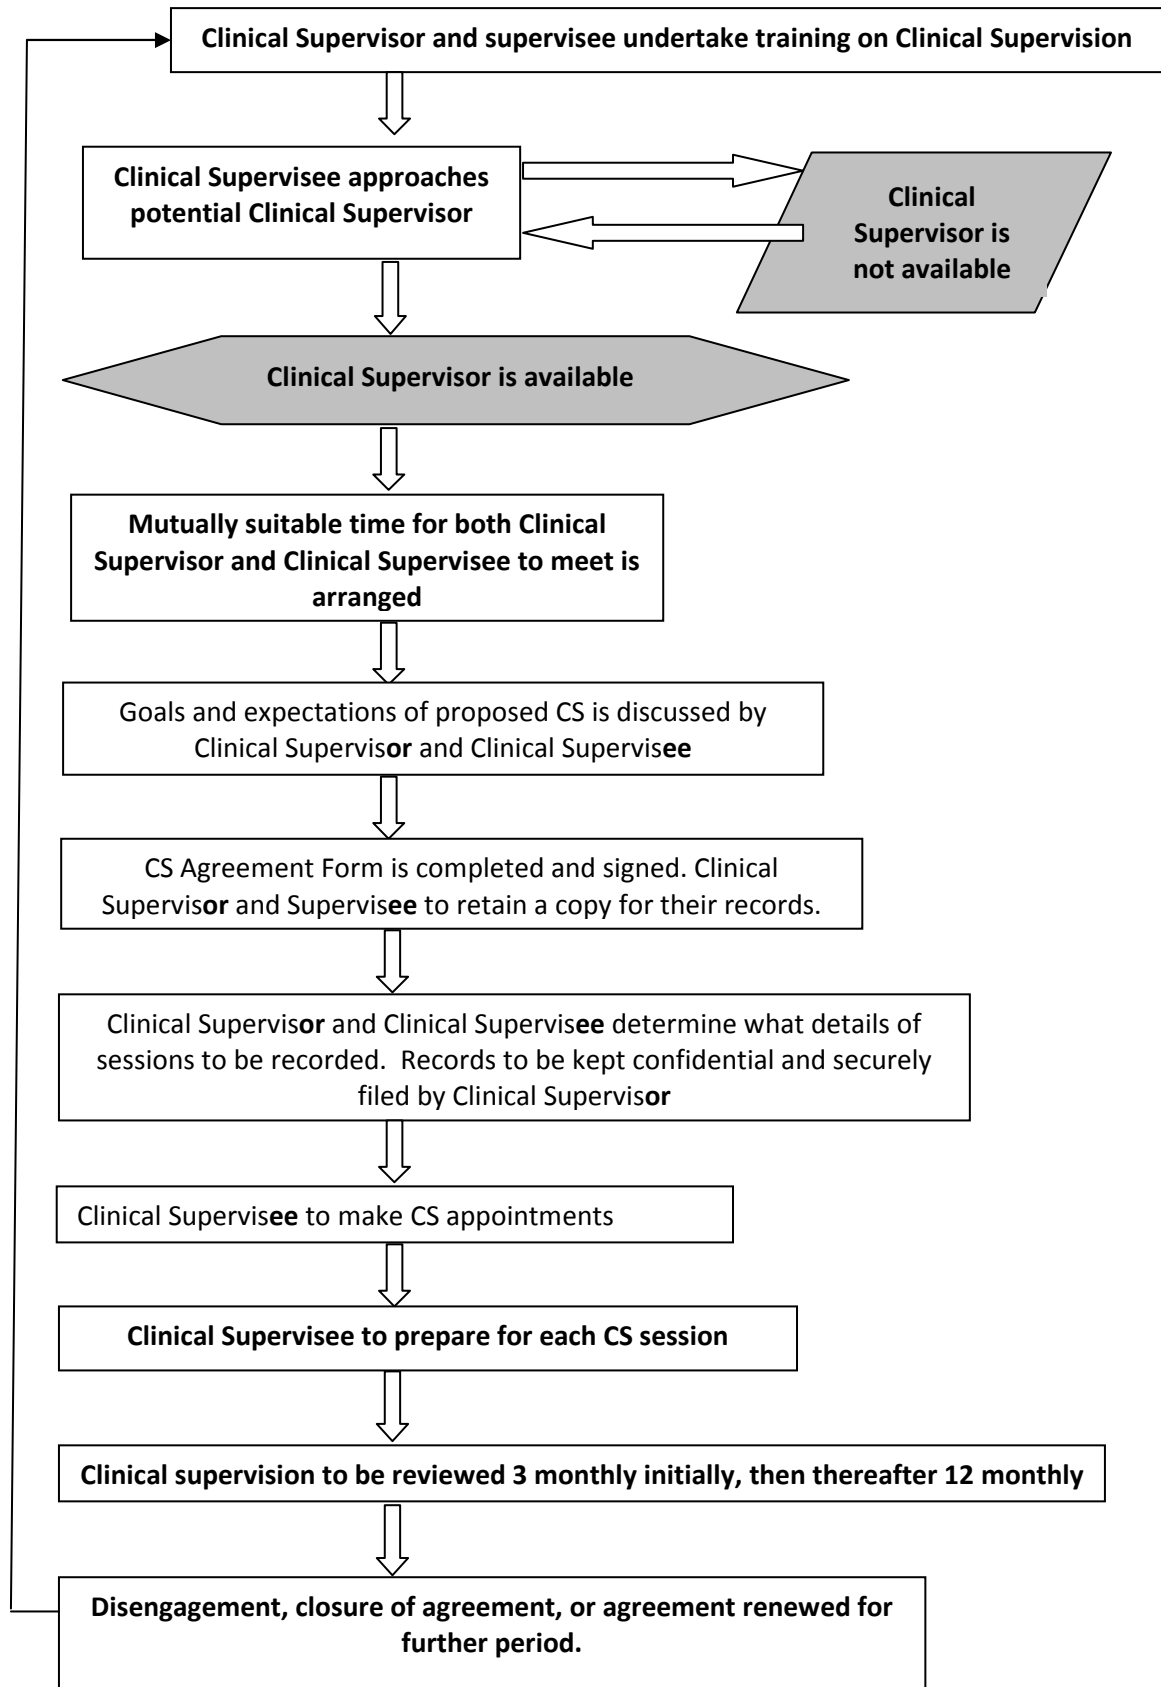 Clinical Supervisor and supervisee undertake training on Clinical Supervision
Clinical Supervisee approaches
potential Clinical Supervisor
Clinical
Supervisor is
not available
Clinical Supervisor is available
Mutually suitable time for both Clinical
Supervisor and Clinical Supervisee to meet is
arranged
Goals and expectations of proposed CS is discussed by
Clinical Supervisor and Clinical Supervisee
CS Agreement Form is completed and signed. Clinical
Supervisor and Supervisee to retain a copy for their records.
Clinical Supervisor and Clinical Supervisee determine what details of
sessions to be recorded.  Records to be kept confidential and securely
filed by Clinical Supervisor
Clinical Supervisee to make CS appointments
Clinical Supervisee to prepare for each CS session
Clinical supervision to be reviewed 3 monthly initially, then thereafter 12 monthly
Disengagement, closure of agreement, or agreement renewed for
further period.